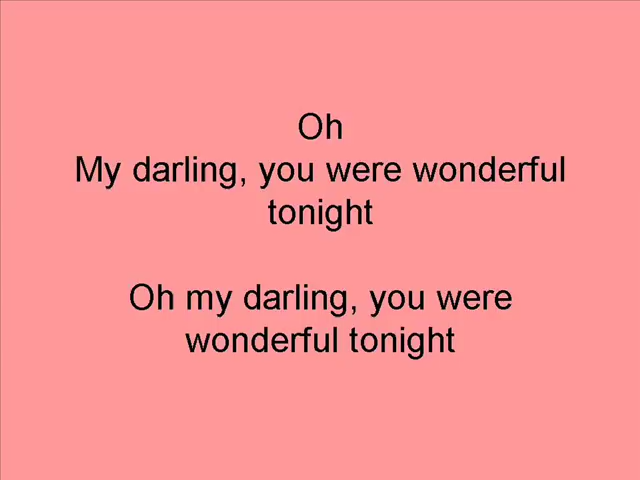 Oh
My darling, you were wonderful
tonight
Oh my darling, you were
wonderful tonight